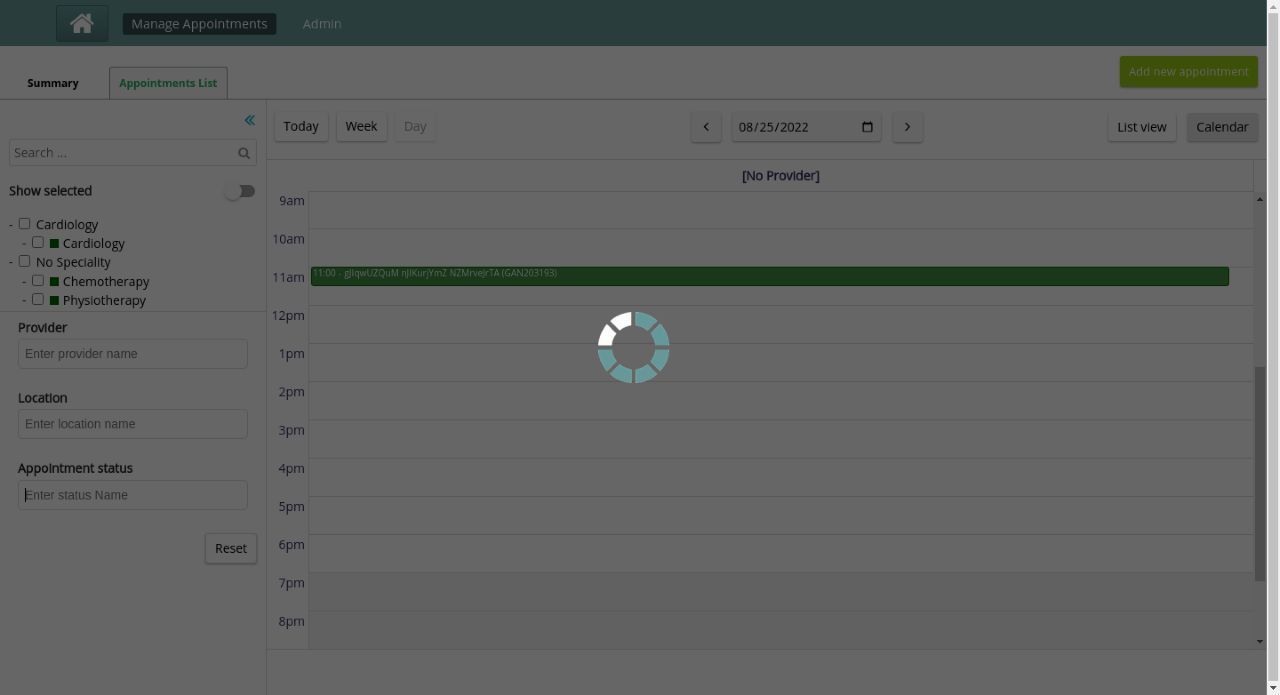 Manage Appointments Admin
Summary Appointments List Add new appointment
Today Week Day 08/25/2022 List view Calendar
Search ...
Show selected
- Cardiology
- Cardiology
- No Speciality
- Chemotherapy
- Physiotherapy
Provider
Enter provider name
Location
Enter location name
Appointment status
Enter status Name
Reset
[No Provider]
9am
10am
11am
11:00 - gJlqwUZQuM nJiKurjYmZ NZMrveJrTA (GAN203193)
12pm
1pm
2pm
3pm
4pm
5pm
6pm
7pm
8pm